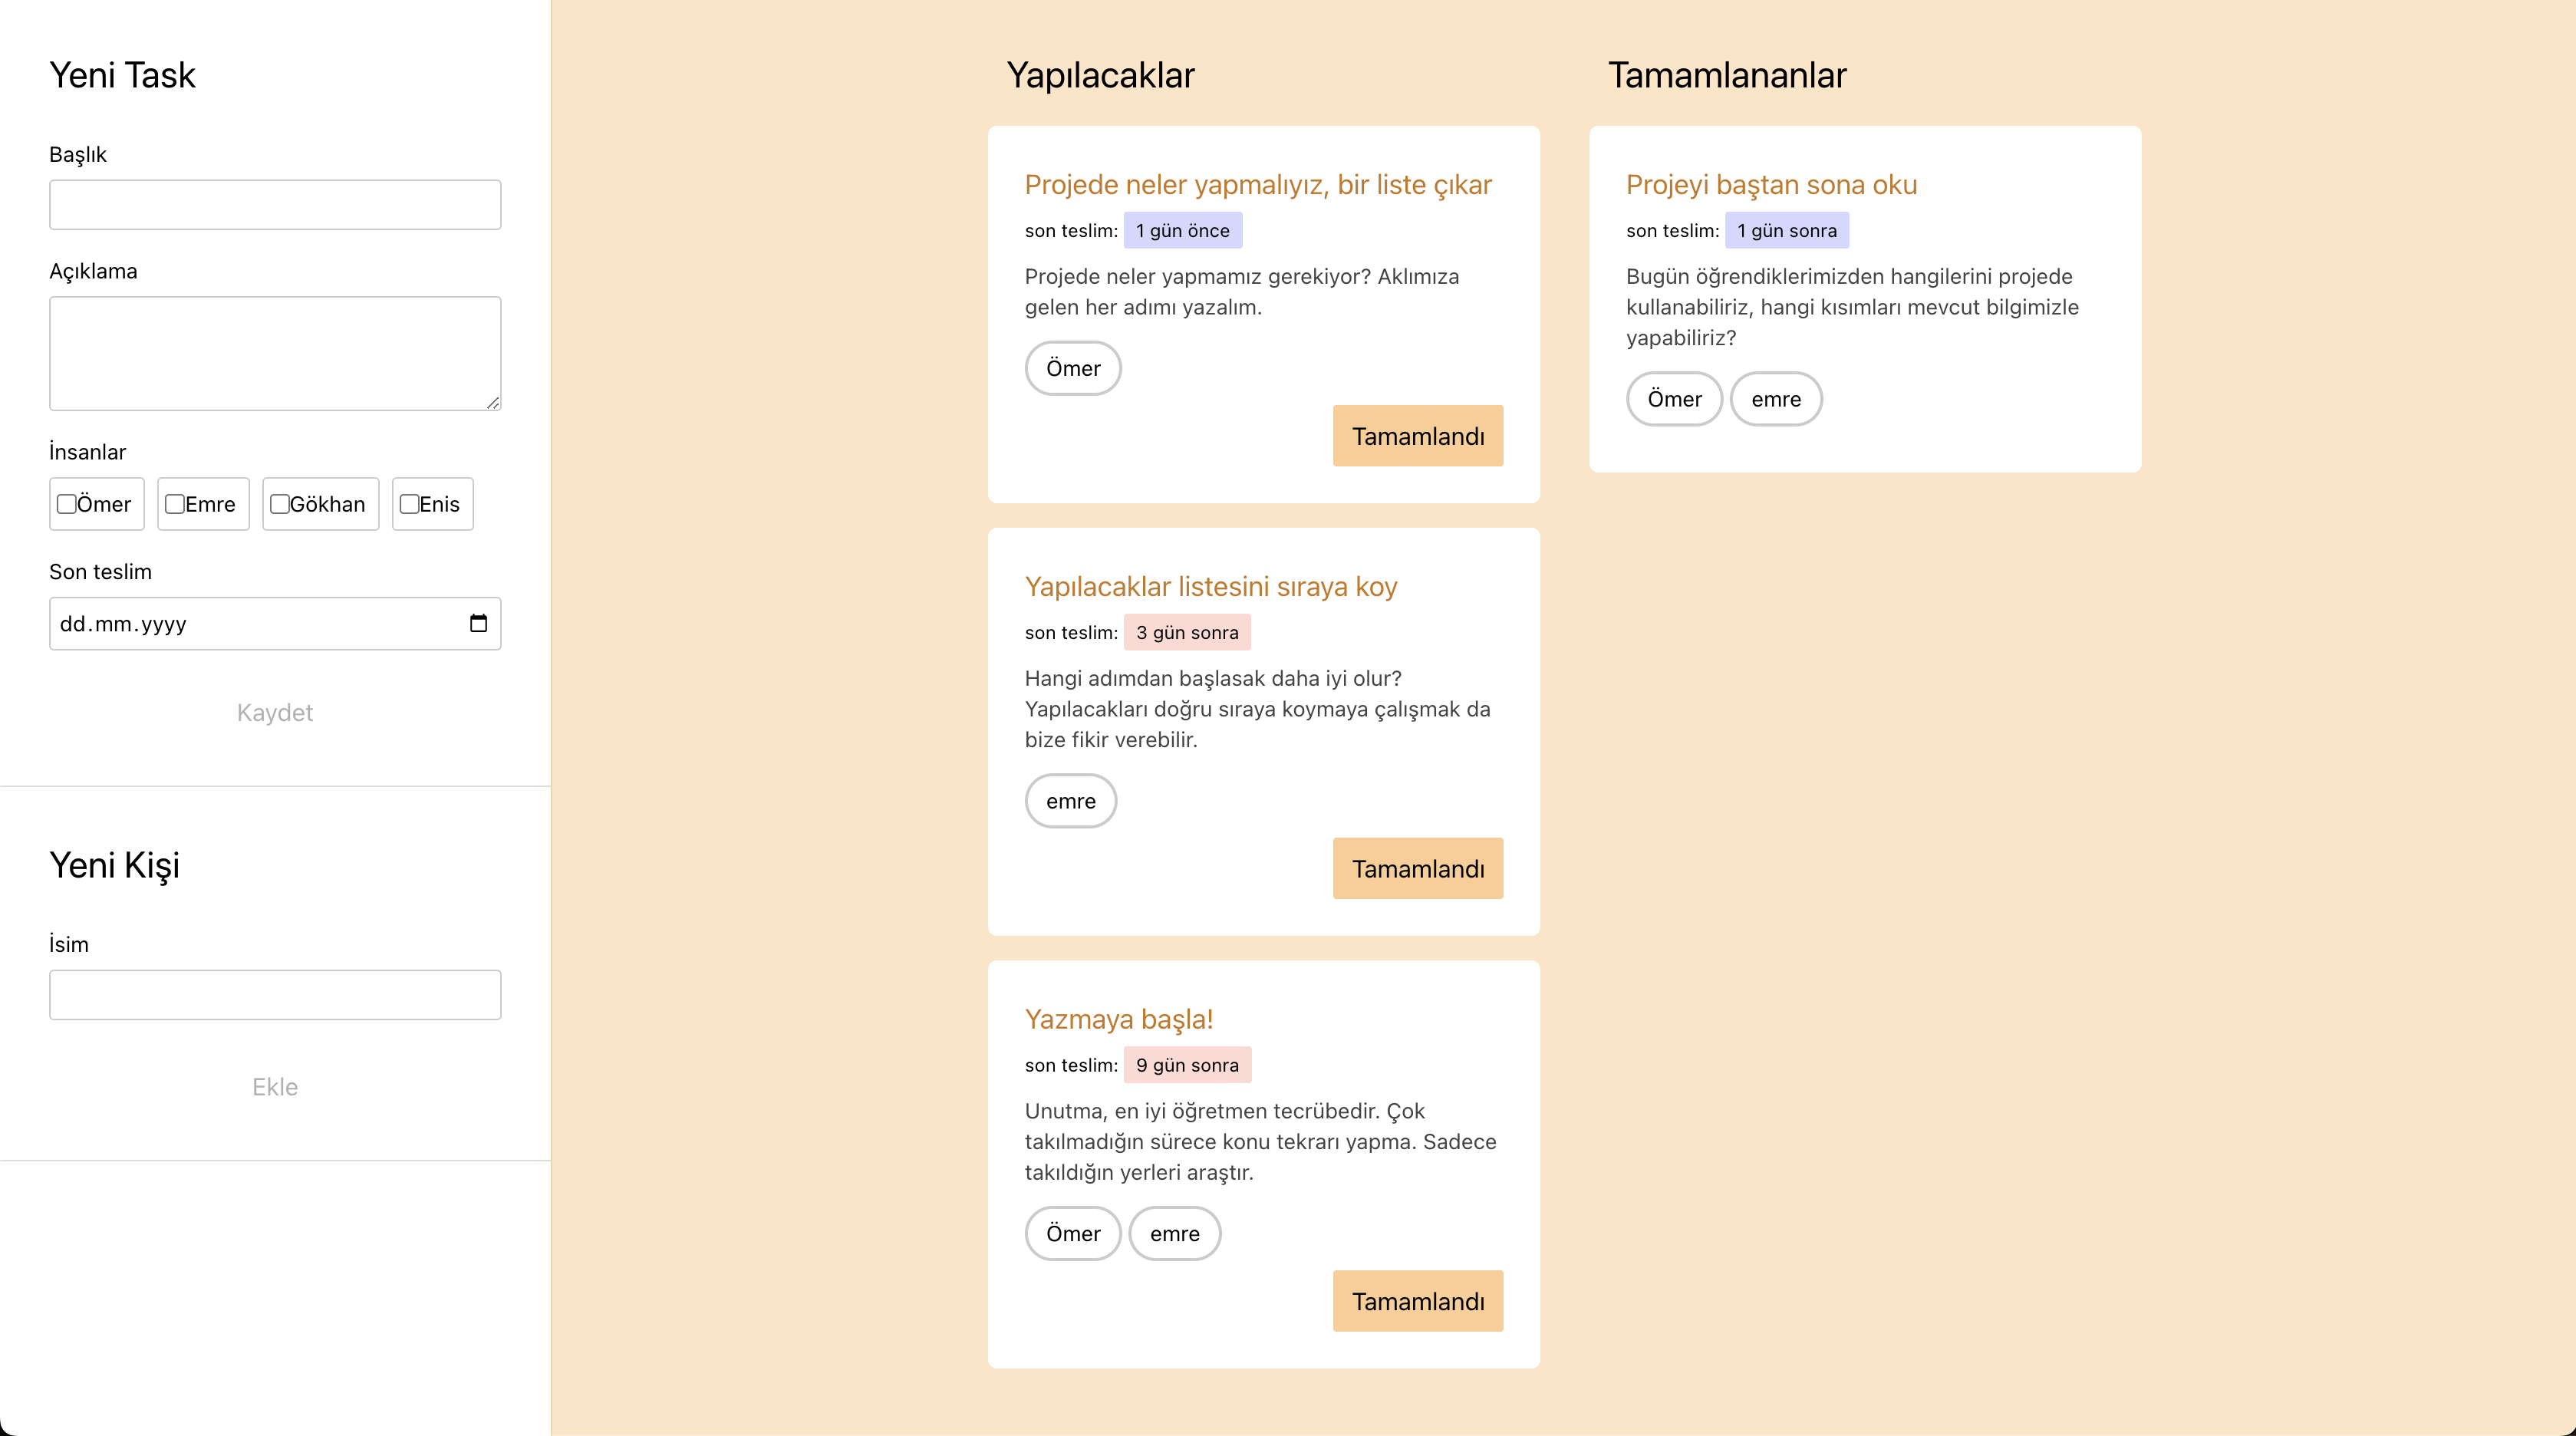 Yeni Task
Başlık
Açıklama
İnsanlar
Ömer
Emre
Gökhan
Enis
Son teslim
dd.mm.yyyy
Kaydet
Yeni Kişi
İsim
Ekle
Yapılacaklar
Projede neler yapmalıyız, bir liste çıkar
son teslim: 1 gün önce
Projede neler yapmamız gerekiyor? Aklımıza
gelen her adımı yazalım.
Ömer
Tamamlandı
Yapılacaklar listesini sıraya koy
son teslim: 3 gün sonra
Hangi adımdan başlasak daha iyi olur?
Yapılacakları doğru sıraya koymaya çalışmak da
bize fikir verebilir.
emre
Tamamlandı
Yazmaya başla!
son teslim: 9 gün sonra
Unutma, en iyi öğretmen tecrübedir. Çok
takılmadığın sürece konu tekrarı yapma. Sadece
takıldığın yerleri araştır.
Ömer
emre
Tamamlandı
Tamamlananlar
Projeyi baştan sona oku
son teslim: 1 gün sonra
Bugün öğrendiklerimizden hangilerini projede
kullanabiliriz, hangi kısımları mevcut bilgimizle
yapabiliriz?
Ömer
emre